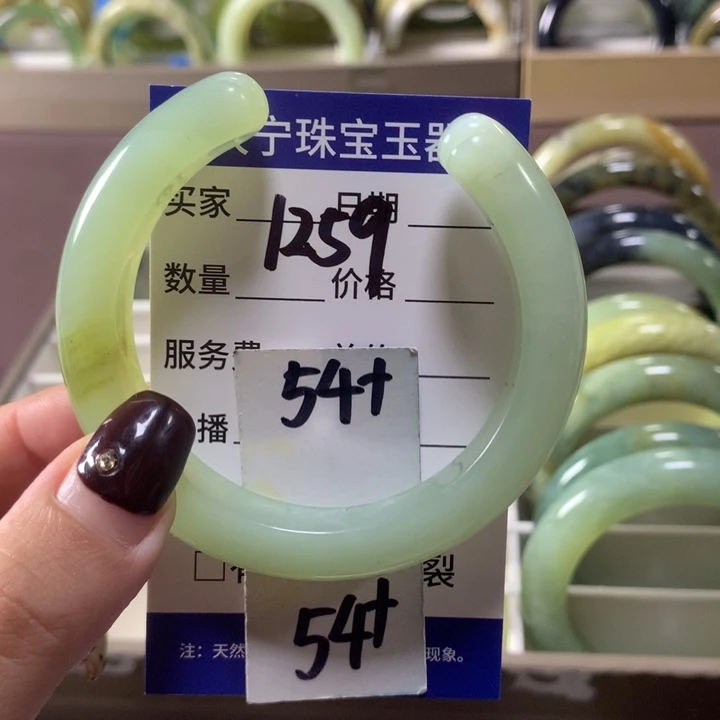 宁珠宝玉器
买家 日期
1259
数量 价格
服务费
54+
播
裂
54+
注：天然 现象。